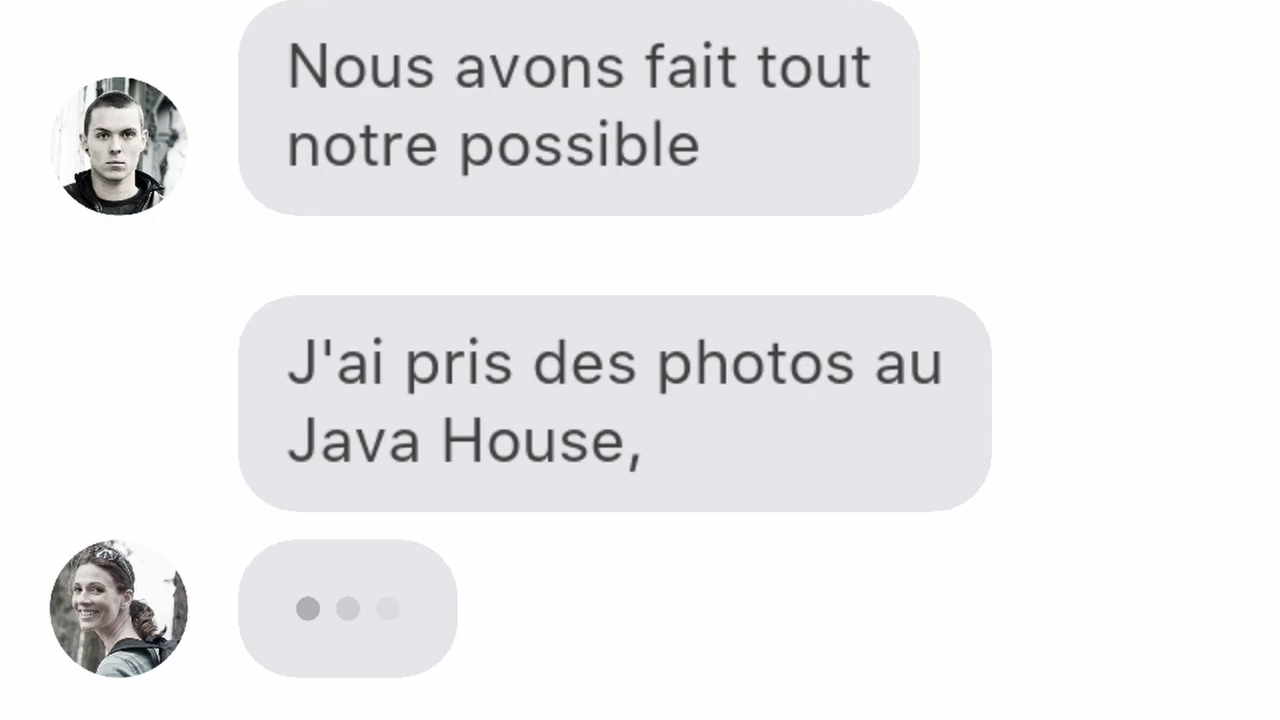 Nous avons fait tout
notre possible
J'ai pris des photos au
Java House,